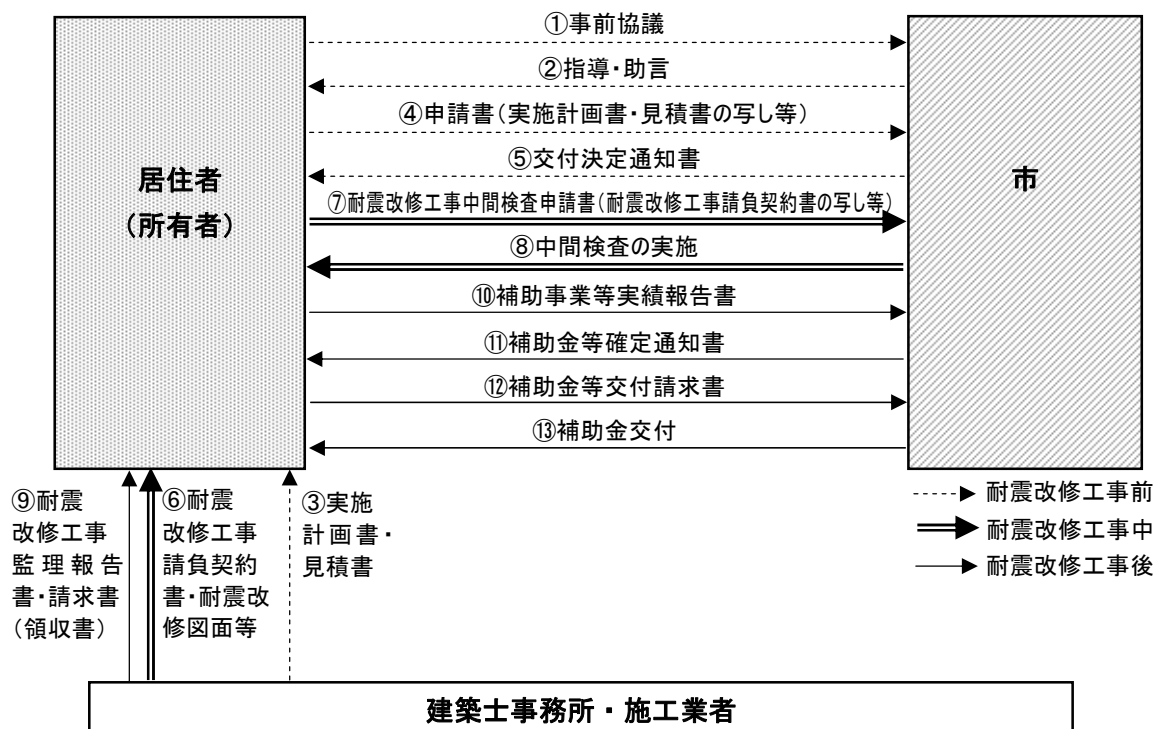 ①事前協議
②指導・助言
④申請書(実施計画書・見積書の写し等)
⑤交付決定通知書
⑦耐震改修工事中間検査申請書(耐震改修工事請負契約書の写し等)
⑧中間検査の実施
⑩補助事業等実績報告書
⑪補助金等確定通知書
⑫補助金等交付請求書
⑬補助金交付
居住者
(所有者)
市
⑨耐震
改修工事
監理報告
書・請求書
(領収書)
⑥耐震
改修工事
請負契約
書・耐震改
修図面等
③実施
計画書・
見積書
耐震改修工事前
耐震改修工事中
耐震改修工事後
建築士事務所・施工業者